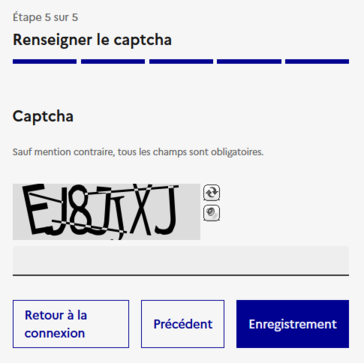 Étape 5 sur 5
Renseigner le captcha
Captcha
Sauf mention contraire, tous les champs sont obligatoires.
Retour à la
connexion
Précédent
Enregistrement